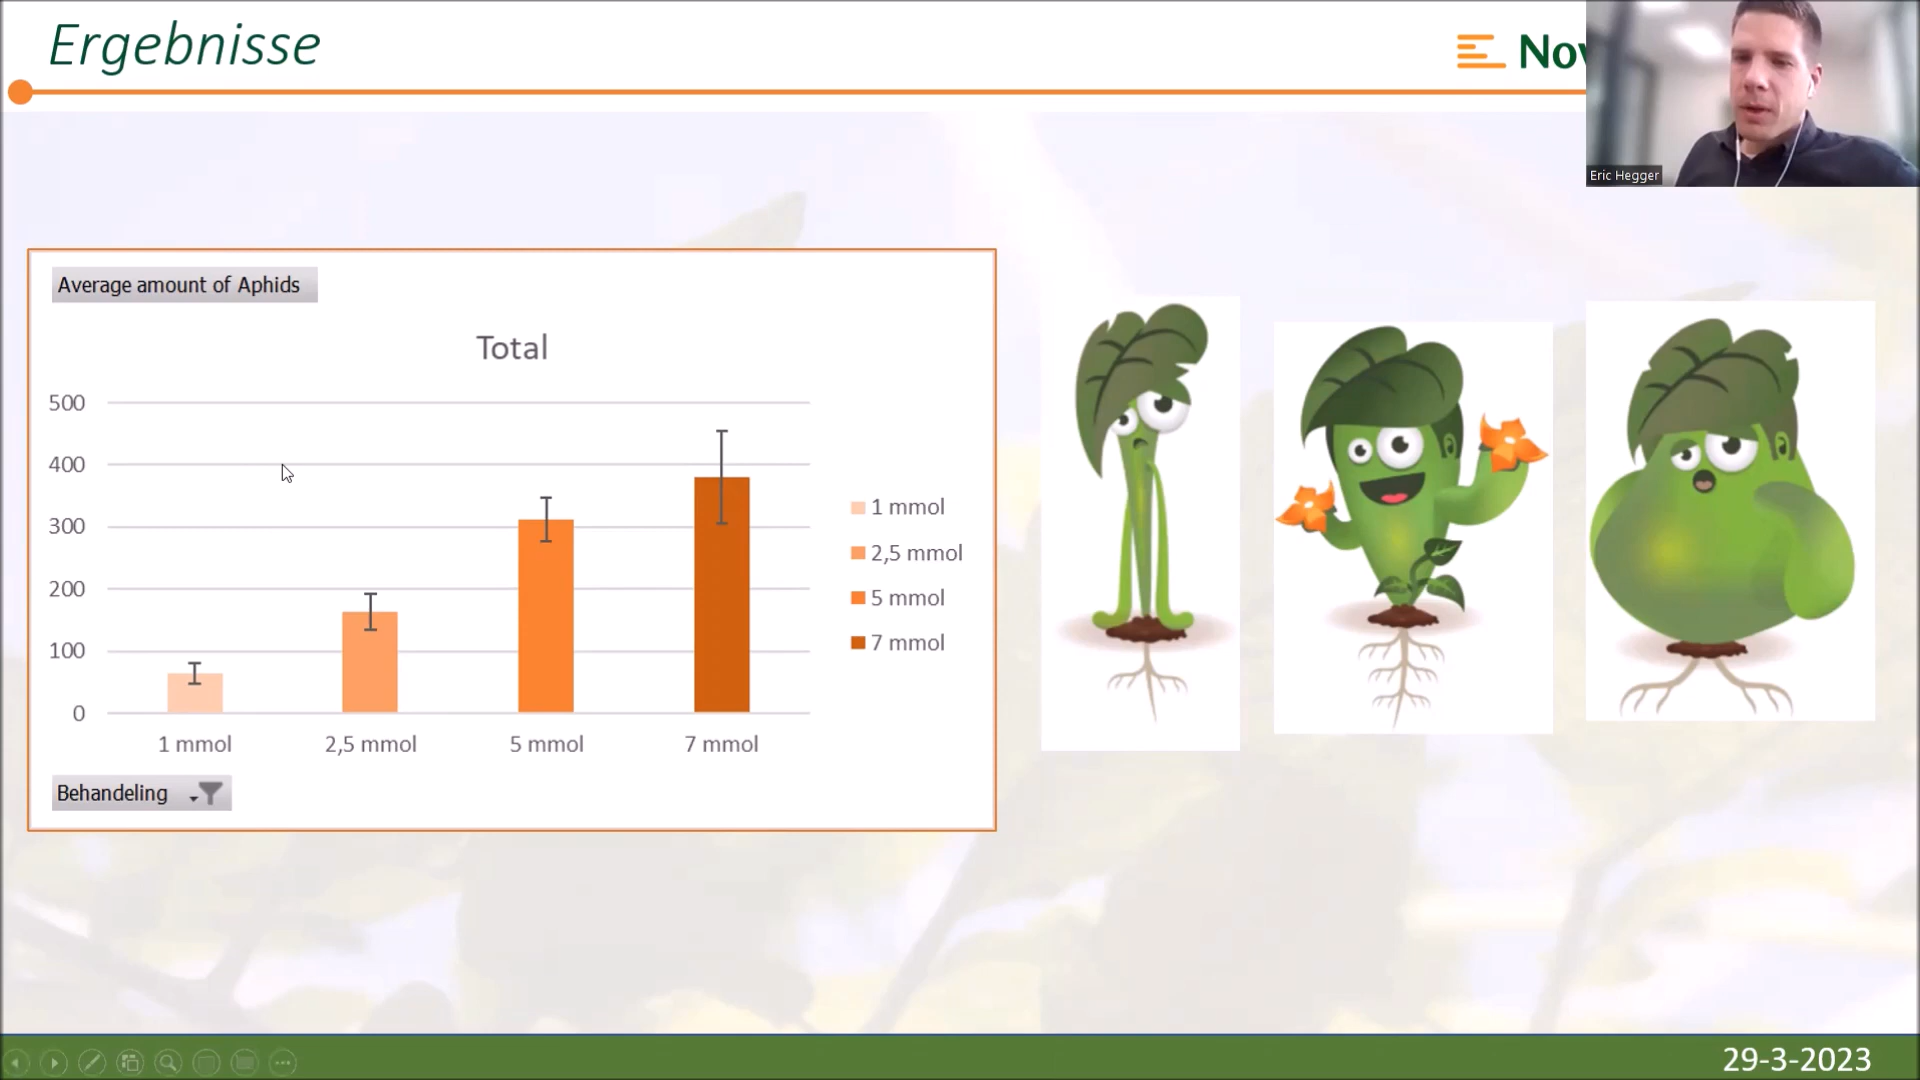 Ergebnisse
Nov
Eric Hegger
Average amount of Aphids
Total
500
400
300
200
100
0
1 mmol
2,5 mmol
5 mmol
7 mmol
1 mmol
2,5 mmol
5 mmol
7 mmol
Behandeling
29-3-2023